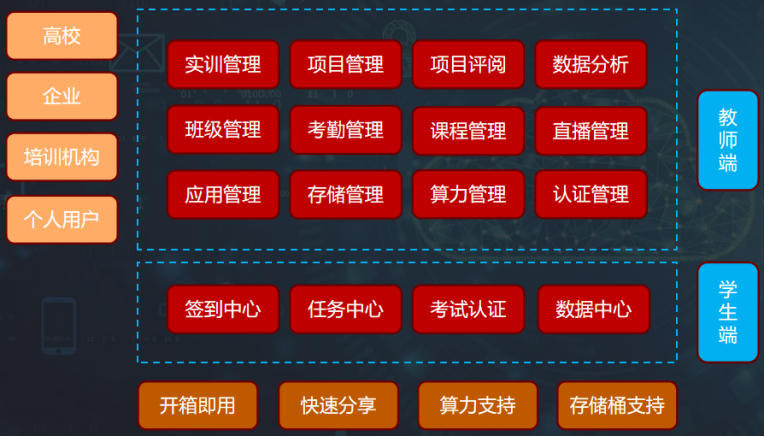 高校
企业
培训机构
个人用户
实训管理
项目管理
项目评阅
数据分析
班级管理
考勤管理
课程管理
直播管理
应用管理
存储管理
算力管理
认证管理
教师端
签到中心
任务中心
考试认证
数据中心
学生端
开箱即用
快速分享
算力支持
存储桶支持